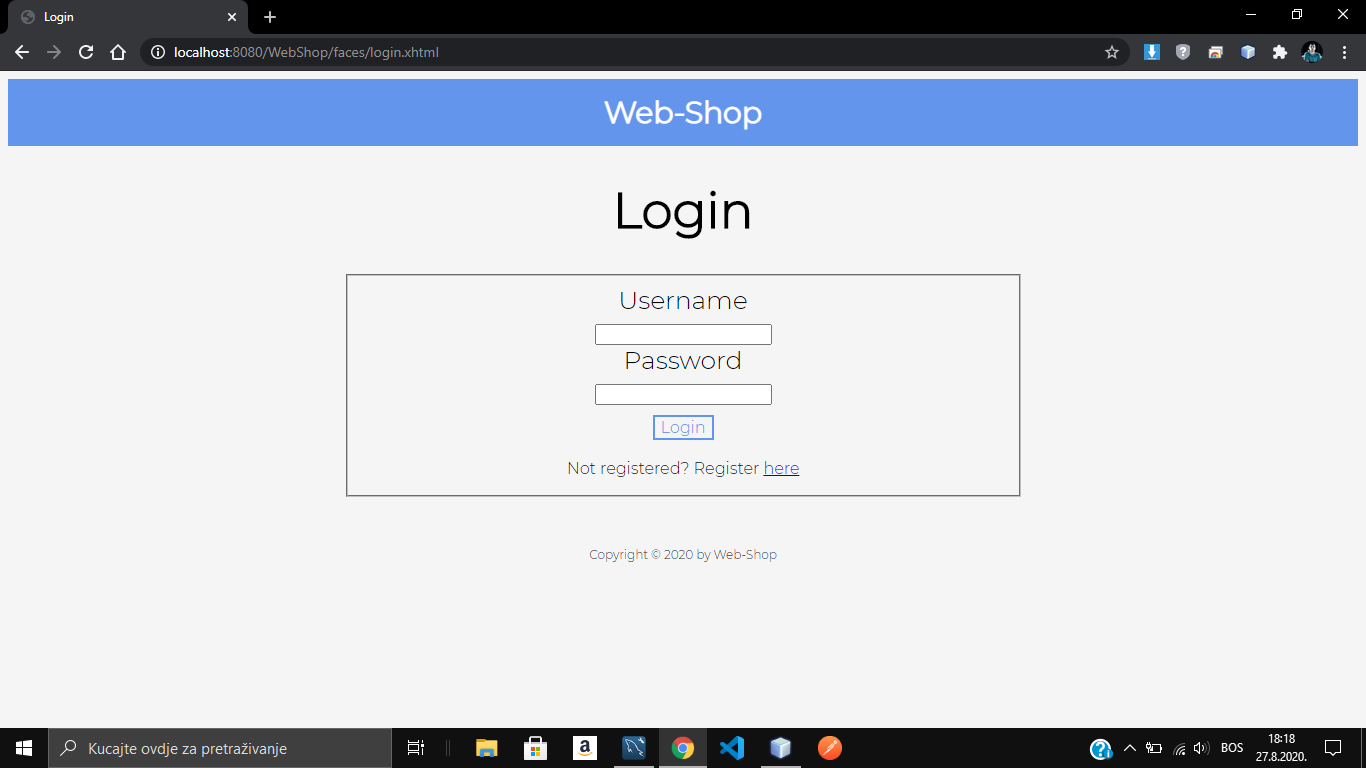 Login
localhost:8080/WebShop/faces/login.xhtml
Web-Shop
Login
Username
Password
Login
Not registered? Register here
Copyright © 2020 by Web-Shop
Kucajte ovdje za pretraživanje
BOS
18:18
27.8.2020.